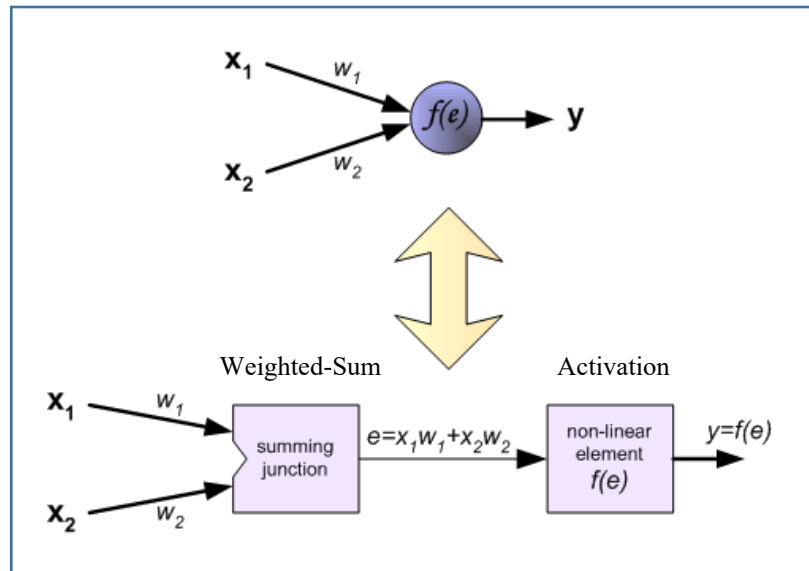 x1
w1
f(e)
y
x2
w2
Weighted-Sum
Activation
x1
w1
summing
junction
e=x1w1+x2w2
non-linear
element
f(e)
y=f(e)
x2
w2